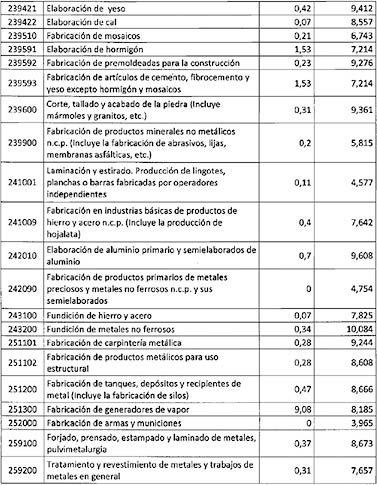 239421 Elaboración de yeso 0,42 9,412
239422 Elaboración de cal 0,07 8,557
239510 Fabricación de mosaicos 0,21 6,743
239591 Elaboración de hormigón 1,53 7,214
239592 Fabricación de premoldeadas para la construcción 0,23 9,276
239593 Fabricación de artículos de cemento, fibrocemento y
yeso excepto hormigón y mosaicos 1,53 7,214
239600 Corte, tallado y acabado de la piedra (Incluye
mármoles y granitos, etc.) 0,31 9,361
239900 Fabricación de productos minerales no metálicos
n.c.p. (Incluye la fabricación de abrasivos, lijas,
membranas asfálticas, etc.) 0,2 5,815
241001 Laminación y estirado. Producción de lingotes,
planchas o barras fabricadas por operadores
independientes 0,11 4,577
241009 Fabricación en industrias básicas de productos de
hierro y acero n.c.p. (Incluye la producción de
hojalata) 0,4 7,642
242010 Elaboración de aluminio primario y semielaborados de
aluminio 0,7 9,608
242090 Fabricación de productos primarios de metales
preciosos y metales no ferrosos n.c.p. y sus
semielaborados 0 4,754
243100 Fundición de hierro y acero 0,07 7,825
243200 Fundición de metales no ferrosos 0,34 10,084
251101 Fabricación de carpintería metálica 0,28 9,244
251102 Fabricación de productos metálicos para uso
estructural 0,28 8,608
251200 Fabricación de tanques, depósitos y recipientes de
metal (Incluye la fabricación de silos) 0,47 8,666
251300 Fabricación de generadores de vapor 9,08 8,185
252000 Fabricación de armas y municiones 0 3,965
259100 Forjado, prensado, estampado y laminado de metales,
pulvimetalurgia 0,37 8,673
259200 Tratamiento y revestimiento de metales y trabajos de
metales en general 0,31 7,657